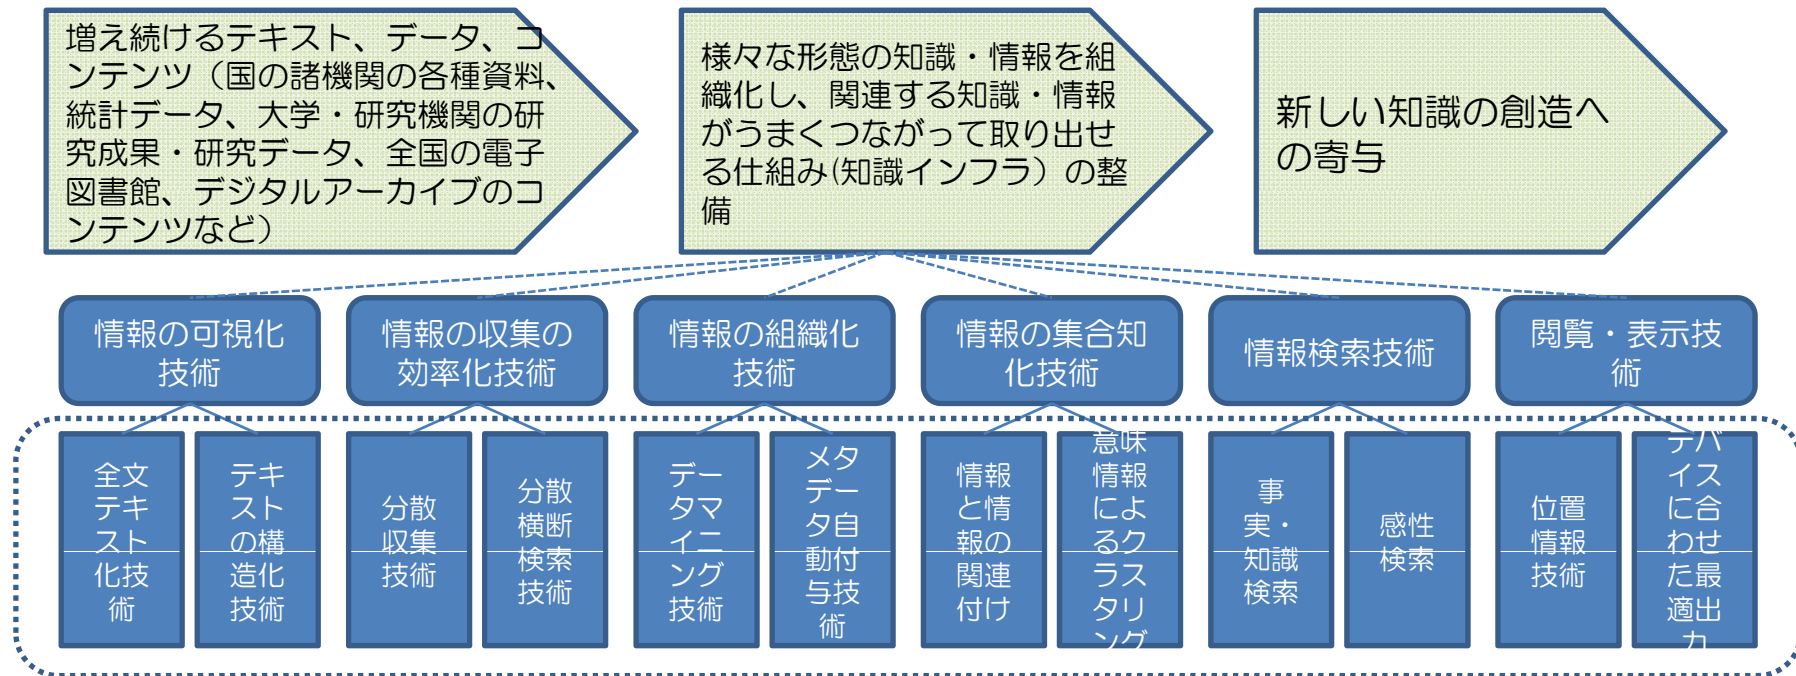 増え続けるテキスト、データ、コ
ンテンツ（国の諸機関の各種資料、
統計データ、大学・研究機関の研
究成果・研究データ、全国の電子
図書館、デジタルアーカイブのコ
ンテンツなど）
様々な形態の知識・情報を組
織化し、関連する知識・情報
がうまくつながって取り出せ
る仕組み(知識インフラ）の整
備
新しい知識の創造へ
の寄与
情報の可視化
技術
情報の収集の
効率化技術
情報の組織化
技術
情報の集合知
化技術
情報検索技術
閲覧・表示技
術
全文
テキ
スト
化技
術
テキ
スト
の構
造化
技術
分散
収集
技術
分散
横断
検索
技術
デー
タマ
イニ
ング
技術
メタ
デー
タ自
動付
与技
術
情報
と情
報の
関連
付け
意味
情報
によ
るクラ
スタリ
ング
事
実・
知識
検索
感性
検索
位置
情報
技術
デバ
イス
に合
わせ
た最
適出
力